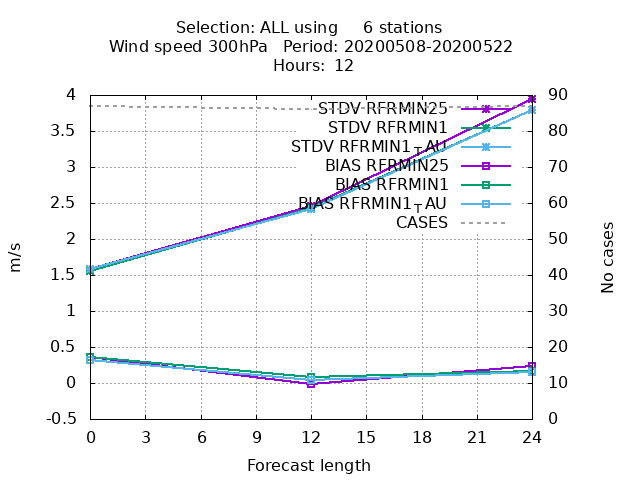 Selection: ALL using 6 stations
Wind speed 300hPa Period: 20200508-20200522
Hours: 12
STDV RFRMIN25
STDV RFRMIN1
STDV RFRMIN1_TAU
BIAS RFRMIN25
BIAS RFRMIN1
BIAS RFRMIN1_TAU
CASES
4
3.5
3
2.5
2
1.5
1
0.5
0
-0.5
m/s
90
80
70
60
50
40
30
20
10
0
No cases
0 3 6 9 12 15 18 21 24
Forecast length